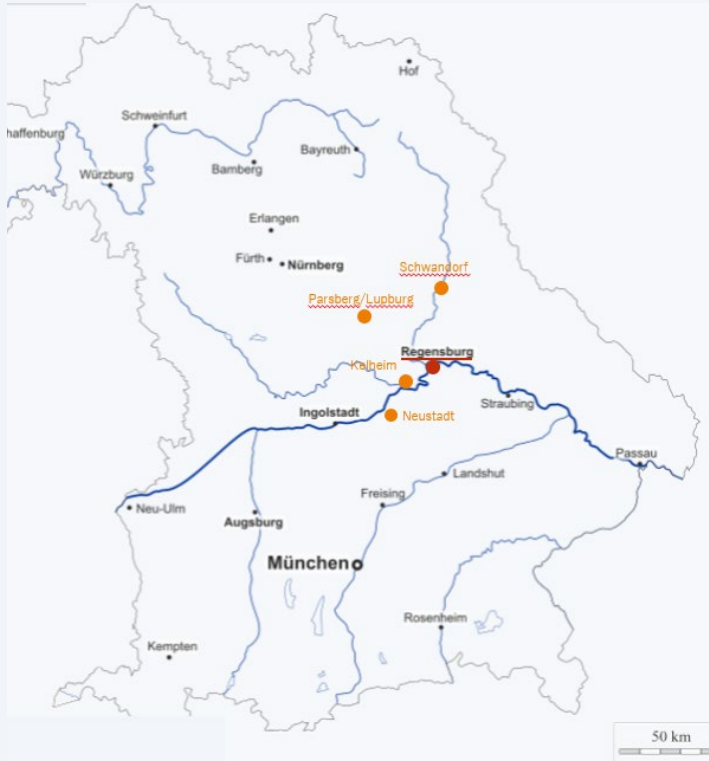 Hof
Schweinfurt
haffenburg
Bayreuth
Bamberg
Würzburg
Erlangen
Fürth
Nürnberg
Schwandorf
Parsberg/Lupburg
Regensburg
Kelheim
Straubing
Ingolstadt
Neustadt
Passau
Landshut
Freising
Neu-Ulm
Augsburg
München
Rosenheim
Kempten
50 km